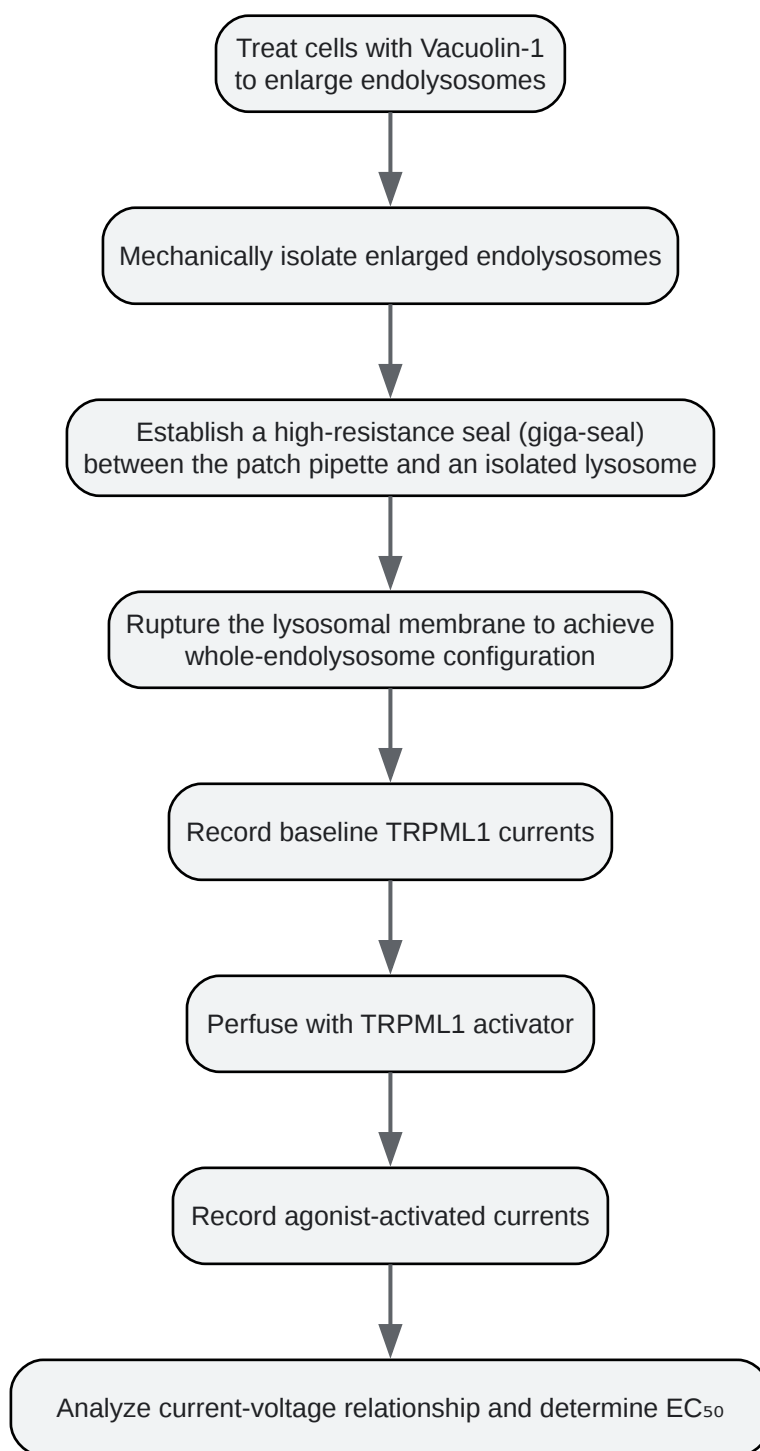 Treat cells with Vacuolin-1
to enlarge endolysosomes
Mechanically isolate enlarged endolysosomes
Establish a high-resistance seal (giga-seal)
between the patch pipette and an isolated lysosome
Rupture the lysosomal membrane to achieve
whole-endolysosome configuration
Record baseline TRPML1 currents
Perfuse with TRPML1 activator
Record agonist-activated currents
Analyze current-voltage relationship and determine EC₅₀